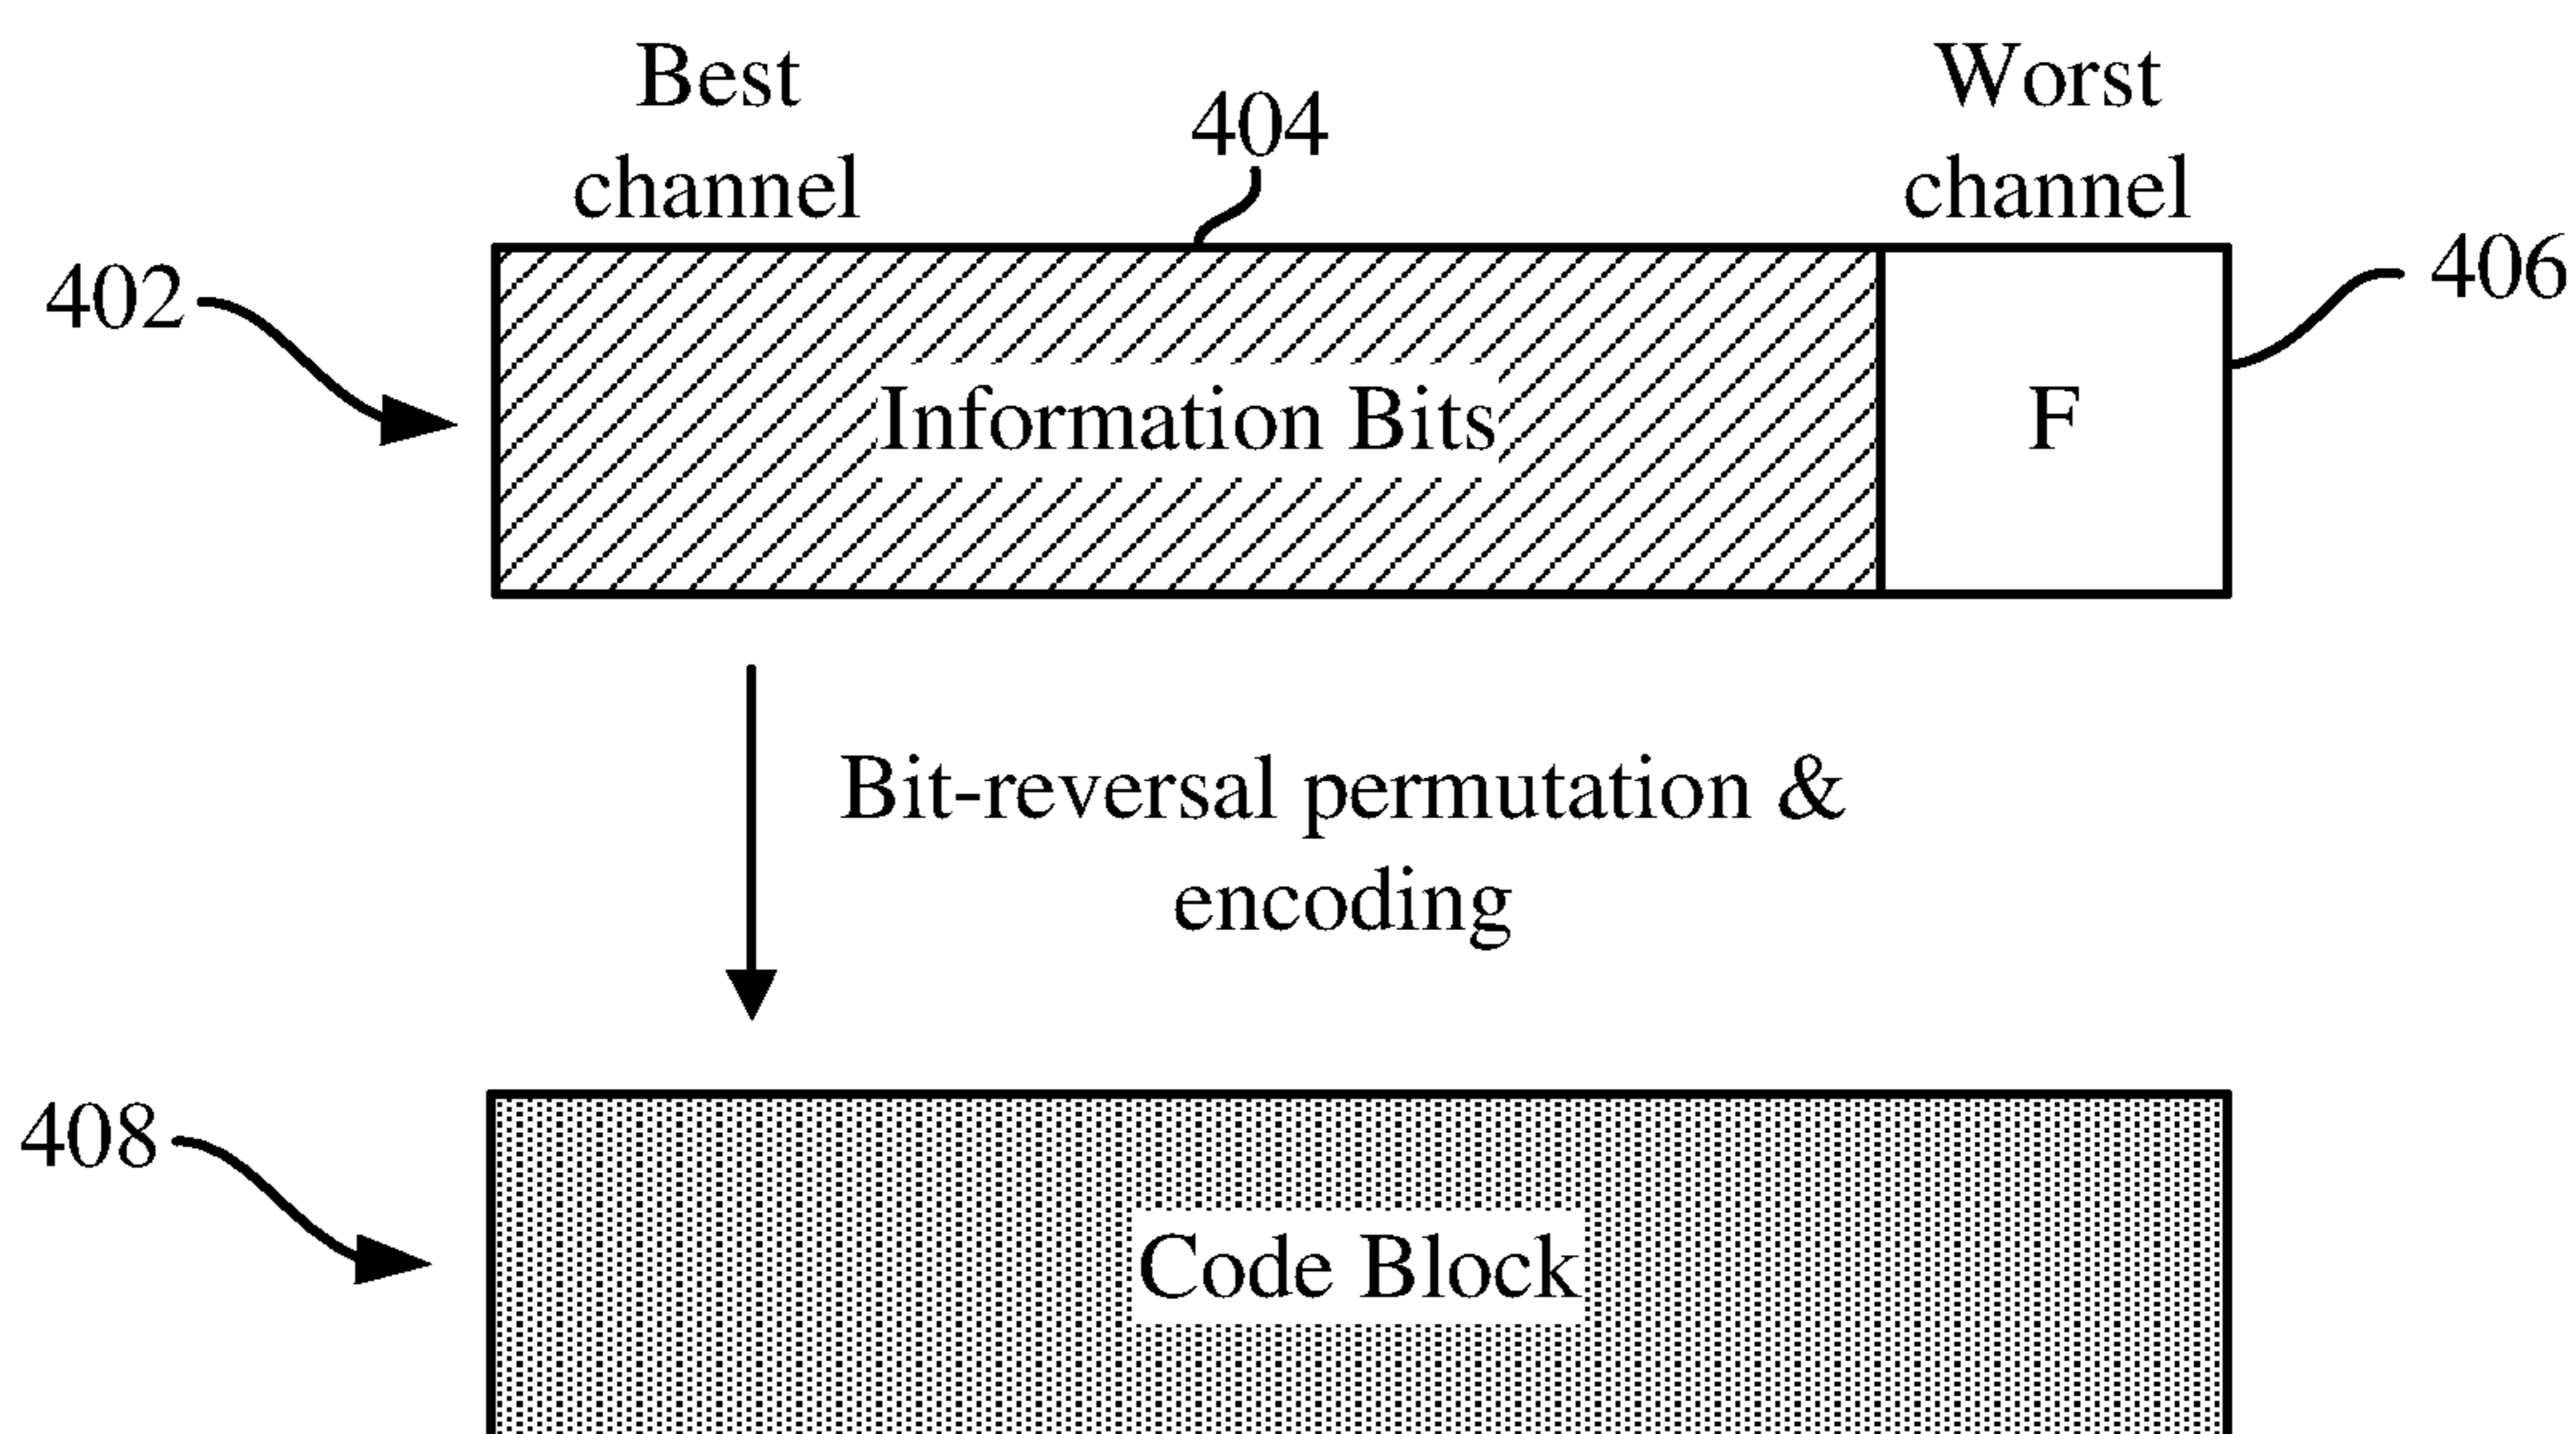 Best
channel
404
Worst
channel
402
406
Information Bits
F
Bit-reversal permutation &
encoding
408
Code Block